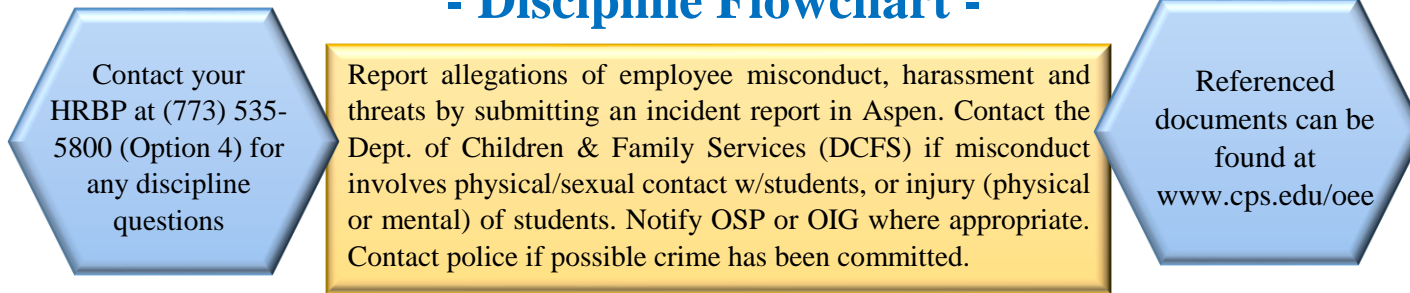 - Discipline Flowchart -
Contact your
HRBP at (773) 535-
5800 (Option 4) for
any discipline
questions
Report allegations of employee misconduct, harassment and
threats by submitting an incident report in Aspen. Contact the
Dept. of Children & Family Services (DCFS) if misconduct
involves physical/sexual contact w/students, or injury (physical
or mental) of students. Notify OSP or OIG where appropriate.
Contact police if possible crime has been committed.
Referenced
documents can be
found at
www.cps.edu/oee